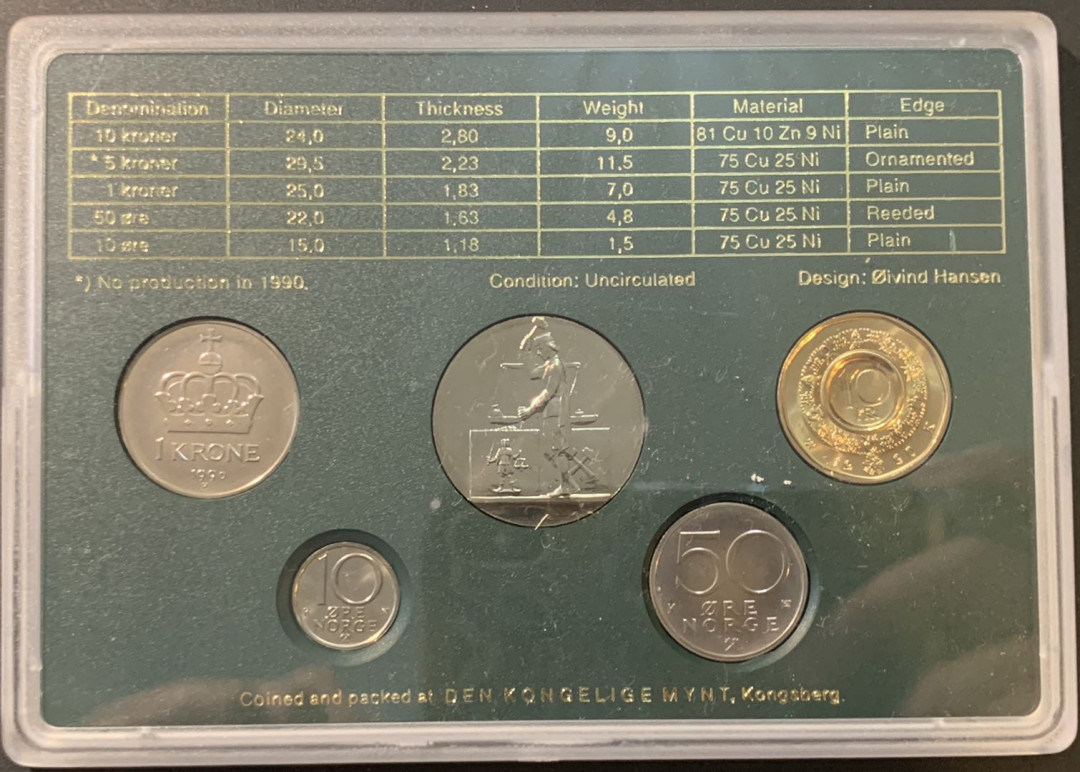 Denomination Diameter Thickness Weight Material Edge
10 kroner 24,0 2,80 9,0 81 Cu 10 Zn 9 Ni Plain
* 5 kroner 29,5 2,23 11,5 75 Cu 25 Ni Ornamented
1 kroner 25,0 1,83 7,0 75 Cu 25 Ni Plain
50 øre 22,0 1,63 4,8 75 Cu 25 Ni Reeded
10 øre 15,0 1,18 1,5 75 Cu 25 Ni Plain
*) No production in 1990. Condition: Uncirculated Design: Øivind Hansen
1 KRONE
1990
10
10
ØRE
NORGE
50
ØRE
NORGE
Coined and packed at DEN KONGELIGE MYNT, Kongsberg.